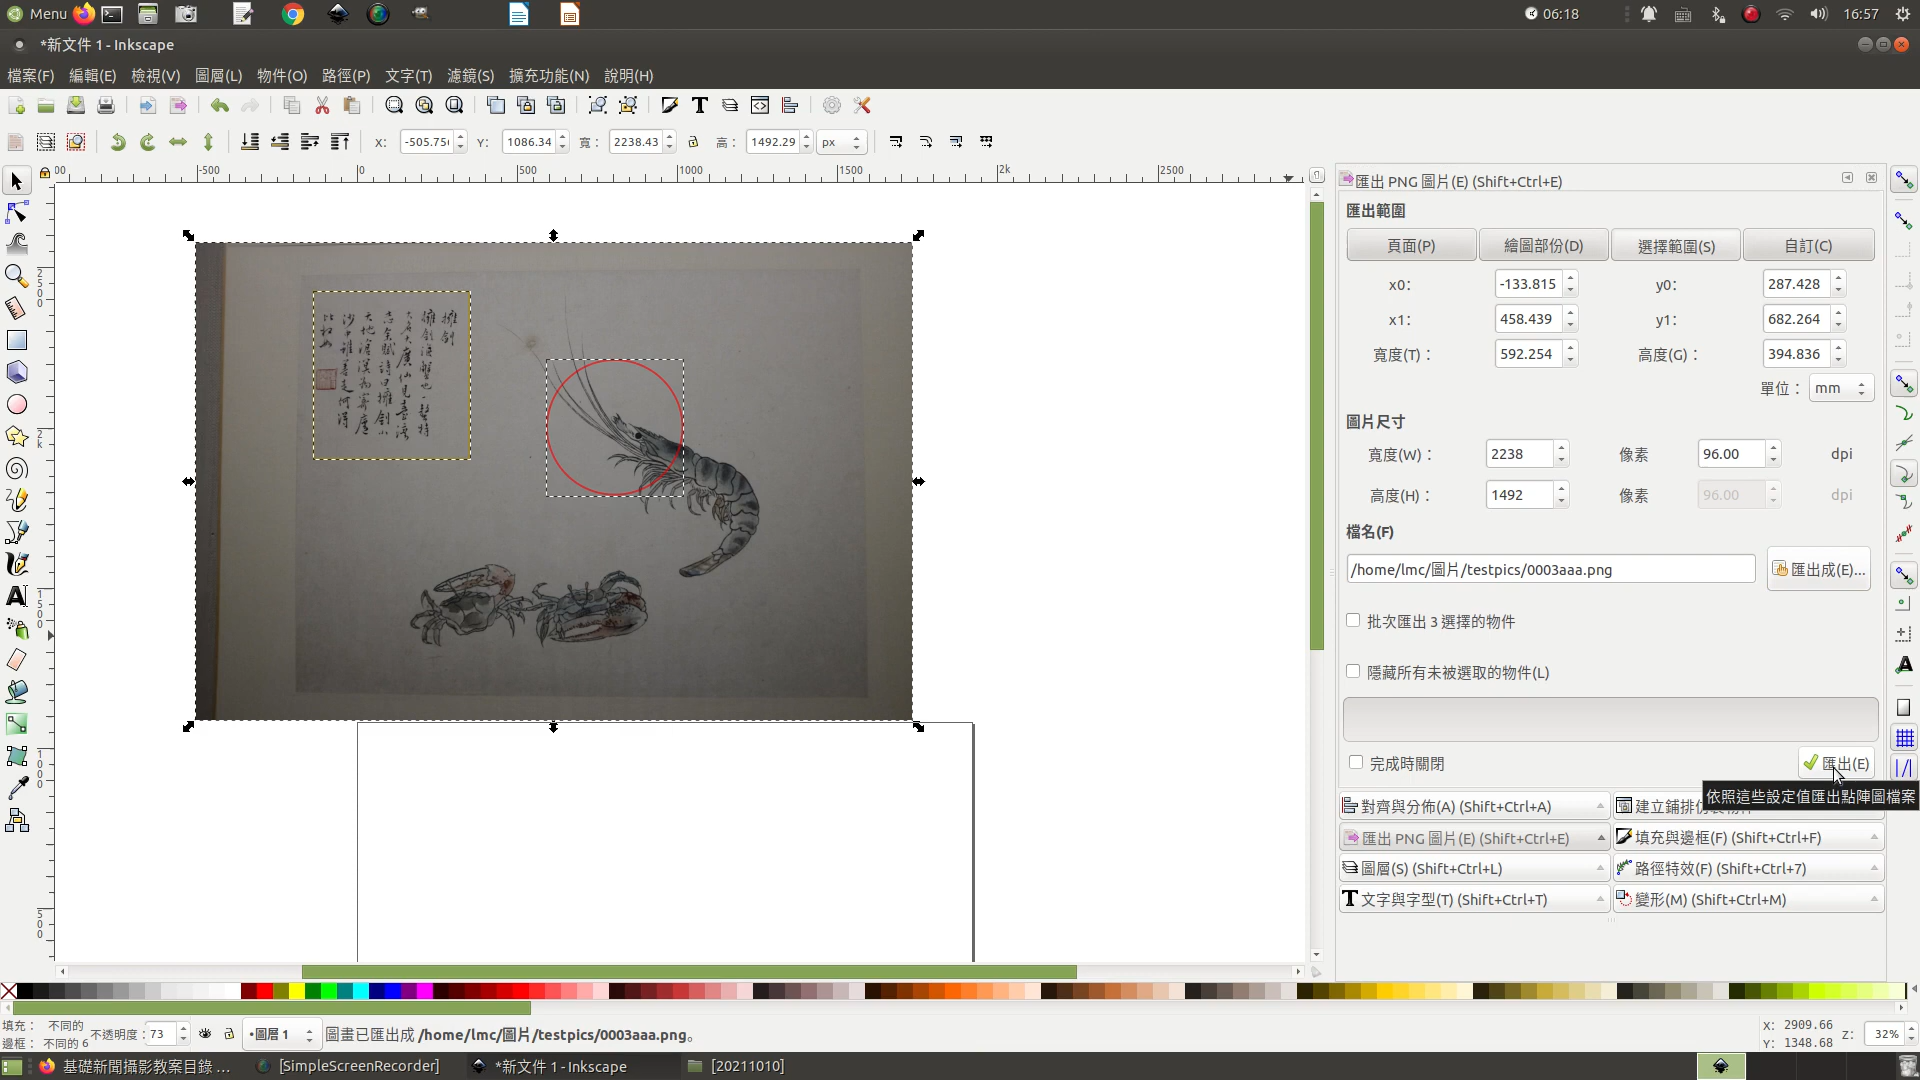 Menu
06:18
16:57
*新文件 1 - Inkscape
檔案(F) 編輯(E) 檢視(V) 圖層(L) 物件(O) 路徑(P) 文字(T) 濾鏡(S) 擴充功能(N) 說明(H)
X: -505.75 Y: 1086.34 寬: 2238.43 高: 1492.29 px
-500 0 500 1000 1500 2k 2500
匯出 PNG 圖片(E) (Shift+Ctrl+E)
匯出範圍
頁面(P) 繪圖部份(D) 選擇範圍(S) 自訂(C)
x0: -133.815 y0: 287.428
x1: 458.439 y1: 682.264
寬度(T): 592.254 高度(G): 394.836
單位: mm
圖片尺寸
寬度(W): 2238 像素 96.00 dpi
高度(H): 1492 像素 96.00 dpi
檔名(F)
/home/lmc/圖片/testpics/0003aaa.png 匯出成(E)...
批次匯出 3 選擇的物件
隱藏所有未被選取的物件(L)
完成時關閉 匯出(E)
依照這些設定值匯出點陣圖檔案
對齊與分佈(A) (Shift+Ctrl+A) 建立鋪排
匯出 PNG 圖片(E) (Shift+Ctrl+E) 填充與邊框(F) (Shift+Ctrl+F)
圖層(S) (Shift+Ctrl+L) 路徑特效(F) (Shift+Ctrl+7)
文字與字型(T) (Shift+Ctrl+T) 變形(M) (Shift+Ctrl+M)
填充: 不同的 不透明度: 73 •圖層 1 圖畫已匯出成 /home/lmc/圖片/testpics/0003aaa.png。
邊框: 不同的 6
X: 2909.66
Y: 1348.68
Z: 32%
基礎新聞攝影教案目錄 ... [SimpleScreenRecorder] *新文件 1 - Inkscape [20211010]